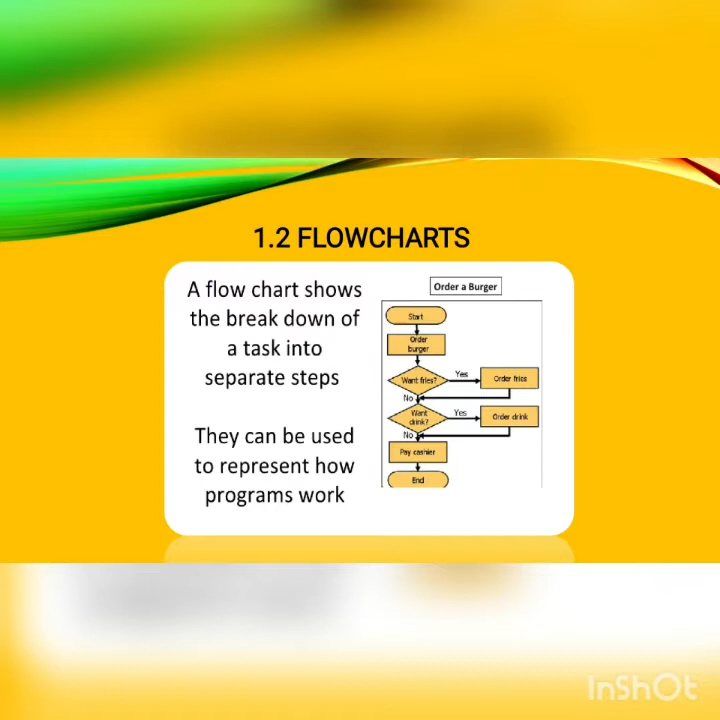 1.2 FLOWCHARTS
A flow chart shows
the break down of
a task into
separate steps
They can be used
to represent how
programs work
Order a Burger
Start
Order
burger
Want fries?
Yes
Order fries
No
Want
drink?
Yes
Order drink
No
Pay cashier
End
InShOt